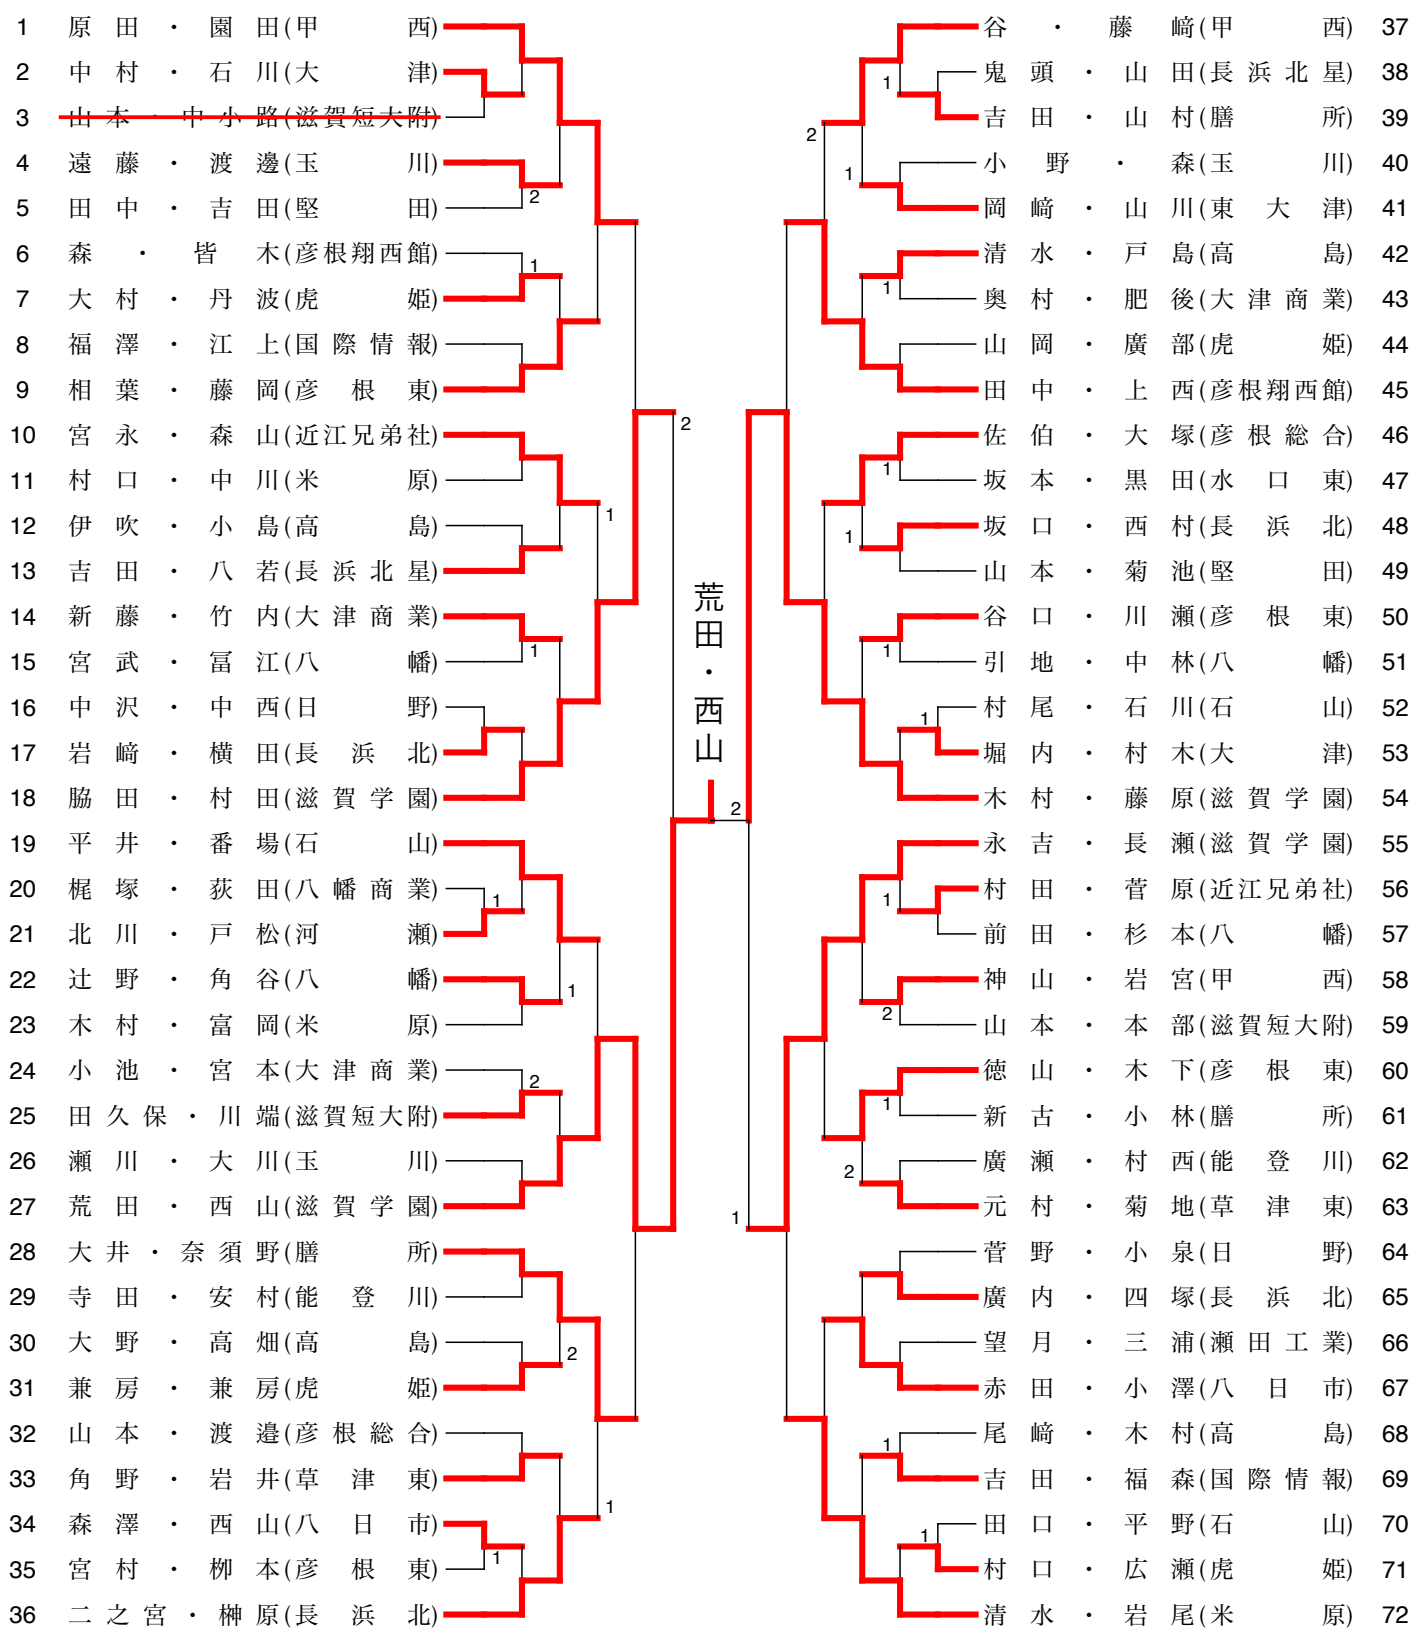 1 原田・園田(甲西)
2 中村・石川(大津)
3 山本・中小路(滋賀短大附)
4 遠藤・渡邊(玉川)
5 田中・吉田(堅田)
6 森・皆木(彦根翔西館)
7 大村・丹波(虎姫)
8 福澤・江上(国際情報)
9 相葉・藤岡(彦根東)
10 宮永・森山(近江兄弟社)
11 村口・中川(米原)
12 伊吹・小島(高島)
13 吉田・八若(長浜北星)
14 新藤・竹内(大津商業)
15 宮武・冨江(八幡)
16 中沢・中西(日野)
17 岩﨑・横田(長浜北)
18 脇田・村田(滋賀学園)
19 平井・番場(石山)
20 梶塚・荻田(八幡商業)
21 北川・戸松(河瀬)
22 辻野・角谷(八幡)
23 木村・富岡(米原)
24 小池・宮本(大津商業)
25 田久保・川端(滋賀短大附)
26 瀬川・大川(玉川)
27 荒田・西山(滋賀学園)
28 大井・奈須野(膳所)
29 寺田・安村(能登川)
30 大野・高畑(高島)
31 兼房・兼房(虎姫)
32 山本・渡邉(彦根総合)
33 角野・岩井(草津東)
34 森澤・西山(八日市)
35 宮村・栁本(彦根東)
36 二之宮・榊原(長浜北)
2
1
1
1
1
1
2
2
2
1
1
2
荒田・西山
2
1
谷・藤﨑(甲西) 37
鬼頭・山田(長浜北星) 38
吉田・山村(膳所) 39
小野・森(玉川) 40
岡﨑・山川(東大津) 41
清水・戸島(高島) 42
奥村・肥後(大津商業) 43
山岡・廣部(虎姫) 44
田中・上西(彦根翔西館) 45
佐伯・大塚(彦根総合) 46
坂本・黒田(水口東) 47
坂口・西村(長浜北) 48
山本・菊池(堅田) 49
谷口・川瀬(彦根東) 50
引地・中林(八幡) 51
村尾・石川(石山) 52
堀内・村木(大津) 53
木村・藤原(滋賀学園) 54
永吉・長瀬(滋賀学園) 55
村田・菅原(近江兄弟社) 56
前田・杉本(八幡) 57
神山・岩宮(甲西) 58
山本・本部(滋賀短大附) 59
徳山・木下(彦根東) 60
新古・小林(膳所) 61
廣瀬・村西(能登川) 62
元村・菊地(草津東) 63
菅野・小泉(日野) 64
廣内・四塚(長浜北) 65
望月・三浦(瀬田工業) 66
赤田・小澤(八日市) 67
尾﨑・木村(高島) 68
吉田・福森(国際情報) 69
田口・平野(石山) 70
村口・広瀬(虎姫) 71
清水・岩尾(米原) 72
1
2
1
1
1
1
1
1
1
2
1
2
1
1